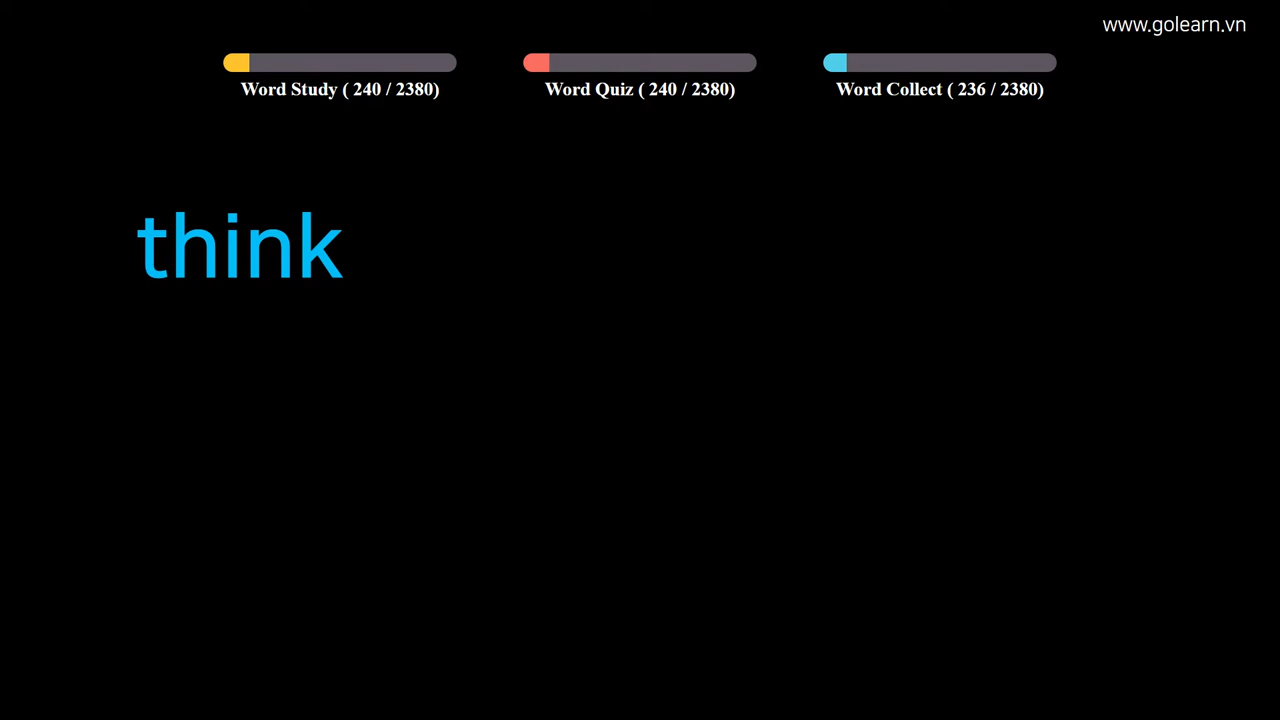 www.golearn.vn
Word Study ( 240 / 2380)
Word Quiz ( 240 / 2380)
Word Collect ( 236 / 2380)
think